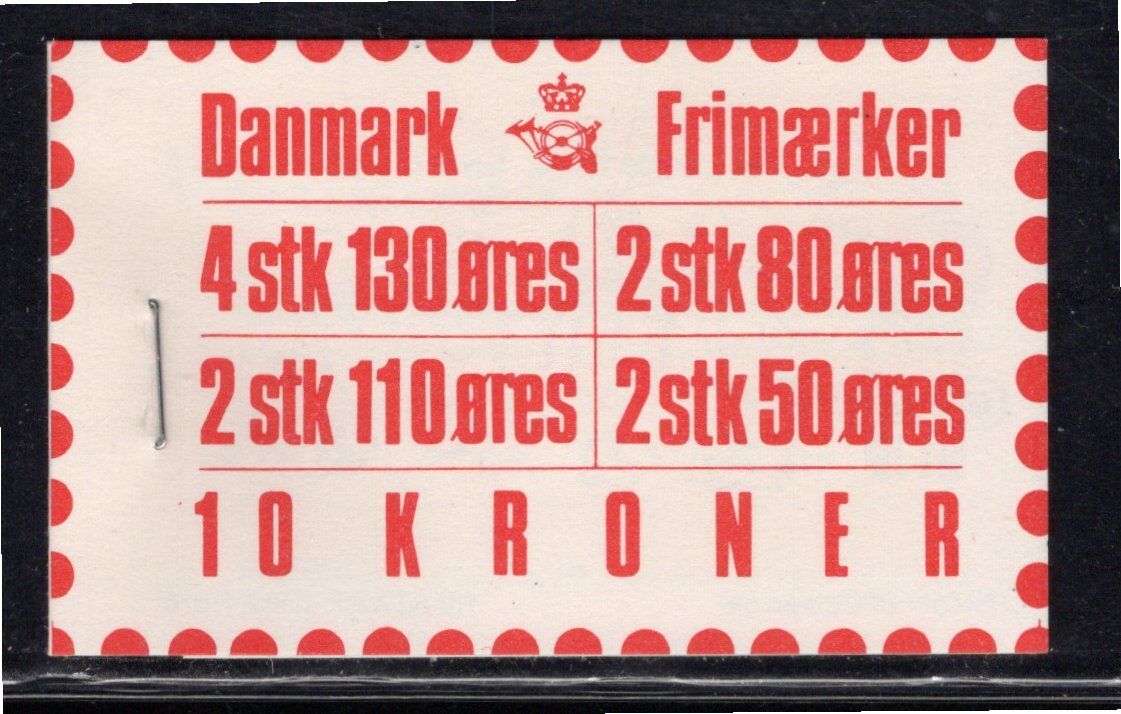 Danmark Frimærker
4 stk 130 øres 2 stk 80 øres
2 stk 110 øres 2 stk 50 øres
10 KRONER